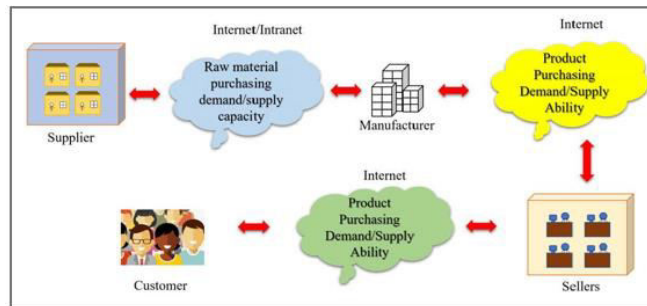 Internet/Intranet
Internet
Raw material
purchasing
demand/supply
capacity
Product
Purchasing
Demand/Supply
Ability
Supplier
Manufacturer
Internet
Product
Purchasing
Demand/Supply
Ability
Customer
Sellers